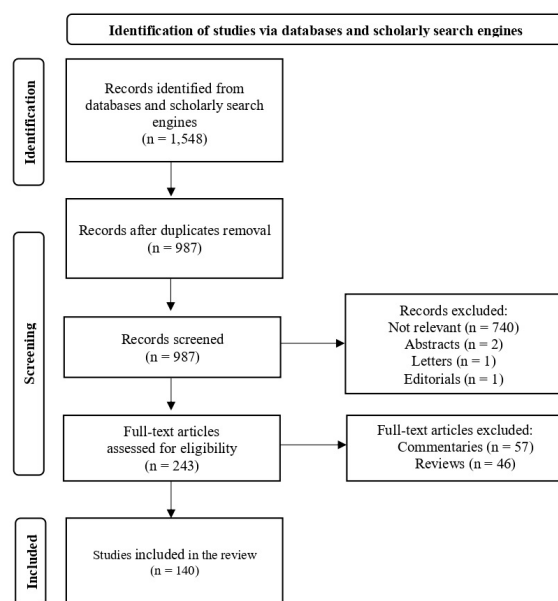 Identification of studies via databases and scholarly search engines
Identification
Records identified from
databases and scholarly search
engines
(n = 1,548)
Screening
Records after duplicates removal
(n = 987)
Records screened
(n = 987)
Records excluded:
Not relevant (n = 740)
Abstracts (n = 2)
Letters (n = 1)
Editorials (n = 1)
Full-text articles
assessed for eligibility
(n = 243)
Full-text articles excluded:
Commentaries (n = 57)
Reviews (n = 46)
Included
Studies included in the review
(n = 140)